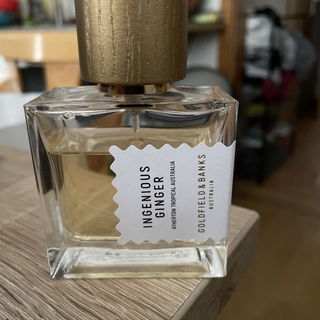 INGENIOUS
GINGER
ATHERTON TROPICAL AUSTRALIA
GOLDFIELD & BANKS
AUSTRALIA